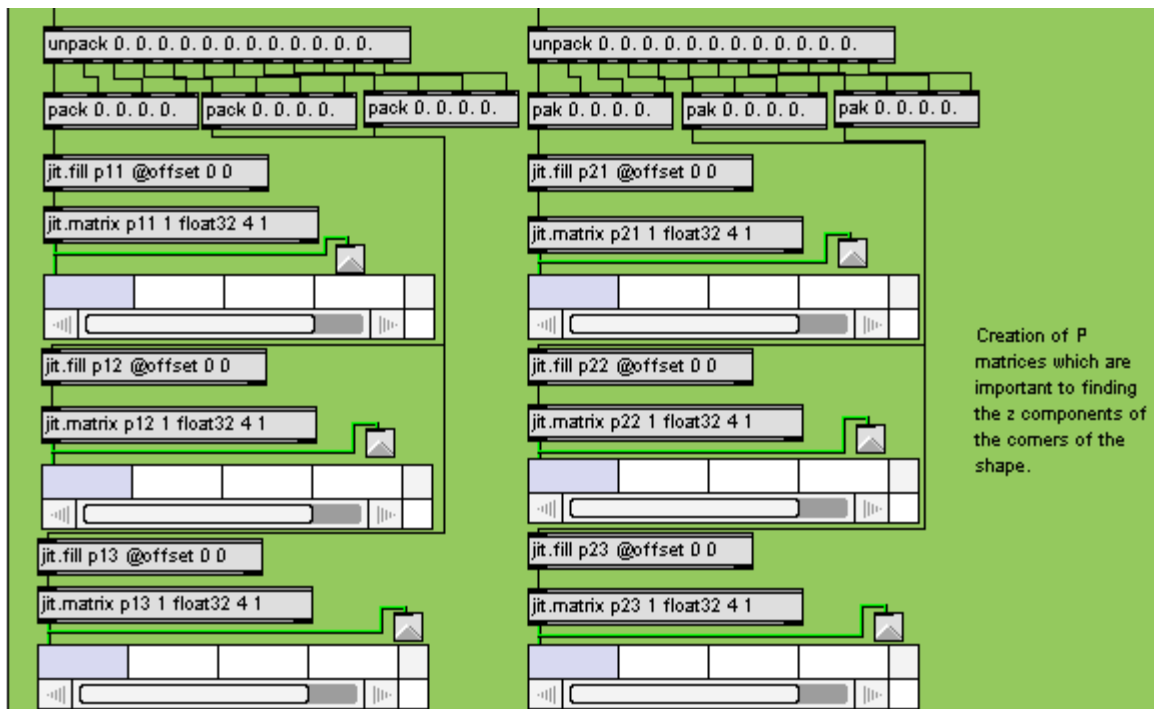 unpack 0. 0. 0. 0. 0. 0. 0. 0. 0. 0. 0. 0.
pack 0. 0. 0. 0.
pack 0. 0. 0. 0.
pack 0. 0. 0. 0.
jit.fill p11 @offset 0 0
jit.matrix p11 1 float32 4 1
jit.fill p12 @offset 0 0
jit.matrix p12 1 float32 4 1
jit.fill p13 @offset 0 0
jit.matrix p13 1 float32 4 1
unpack 0. 0. 0. 0. 0. 0. 0. 0. 0. 0. 0. 0.
pak 0. 0. 0. 0.
pak 0. 0. 0. 0.
pak 0. 0. 0. 0.
jit.fill p21 @offset 0 0
jit.matrix p21 1 float32 4 1
jit.fill p22 @offset 0 0
jit.matrix p22 1 float32 4 1
jit.fill p23 @offset 0 0
jit.matrix p23 1 float32 4 1
Creation of P
matrices which are
important to finding
the z components of
the corners of the
shape.